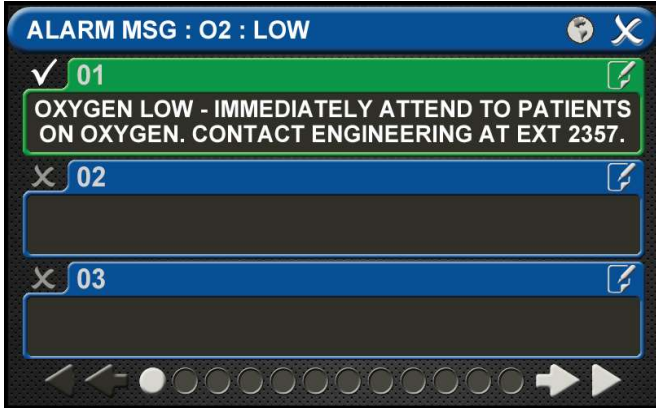 ALARM MSG : O2 : LOW
01
OXYGEN LOW - IMMEDIATELY ATTEND TO PATIENTS
ON OXYGEN. CONTACT ENGINEERING AT EXT 2357.
02
03